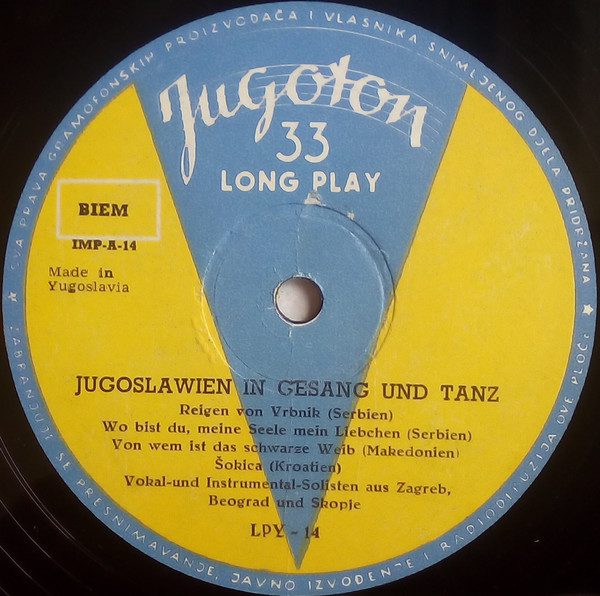 SVA PRAVA GRAMOFONSKIH PROIZVOĐAČA I VLASNIKA SNIMLJENOG DJELA PRIDRŽANA
Jugoton
33
LONG PLAY
BIEM
IMP-A-14
Made in
Yugoslavia
JUGOSLAWIEN IN GESANG UND TANZ
Reigen von Vrbnik (Serbien)
Wo bist du, meine Seele mein Liebchen (Serbien)
Von wem ist das schwarze Weib (Makedonien)
Šokica (Kroatien)
Vokal-und Instrumental-Solisten aus Zagreb,
Beograd und Skopje
LPY - 14
ZABRANJUJE SE PRESNIMAVANJE, JAVNO IZVOĐENJE I RADIODIFUZIJA OVE PLOČE